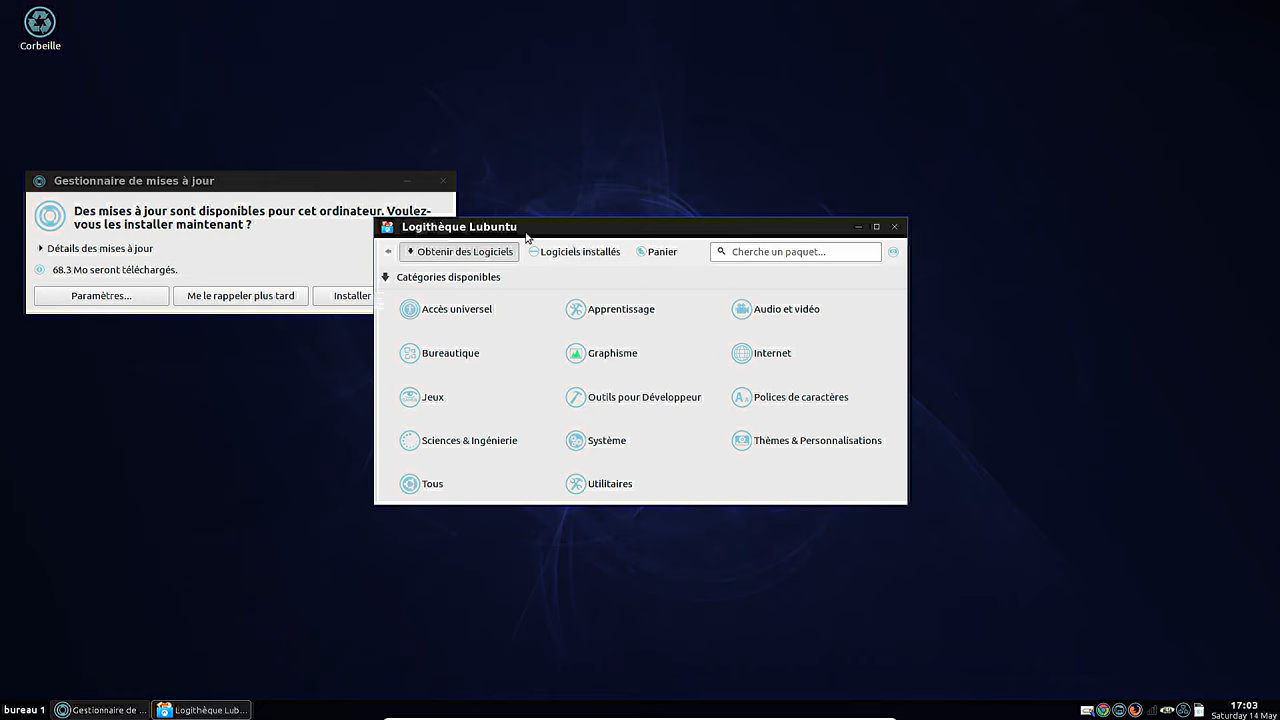 Corbeille
Gestionnaire de mises à jour
Des mises à jour sont disponibles pour cet ordinateur. Voulez-
vous les installer maintenant ?
Détails des mises à jour
68.3 Mo seront téléchargés.
Paramètres...
Me le rappeler plus tard
Installer
Logithèque Lubuntu
Obtenir des Logiciels
Logiciels installés
Panier
Cherche un paquet...
Catégories disponibles
Accès universel
Apprentissage
Audio et vidéo
Bureautique
Graphisme
Internet
Jeux
Outils pour Développeur
Polices de caractères
Sciences & Ingénierie
Système
Thèmes & Personnalisations
Tous
Utilitaires
bureau 1
Gestionnaire de ...
Logithèque Lub...
17:03
Saturday 14 May